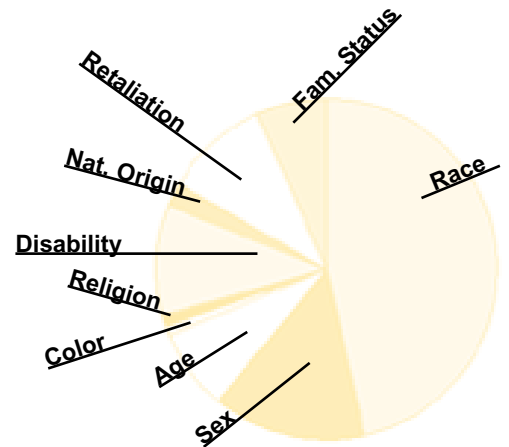 Fam. Status
Retaliation
Race
Nat. Origin
Disability
Religion
Color
Age
Sex